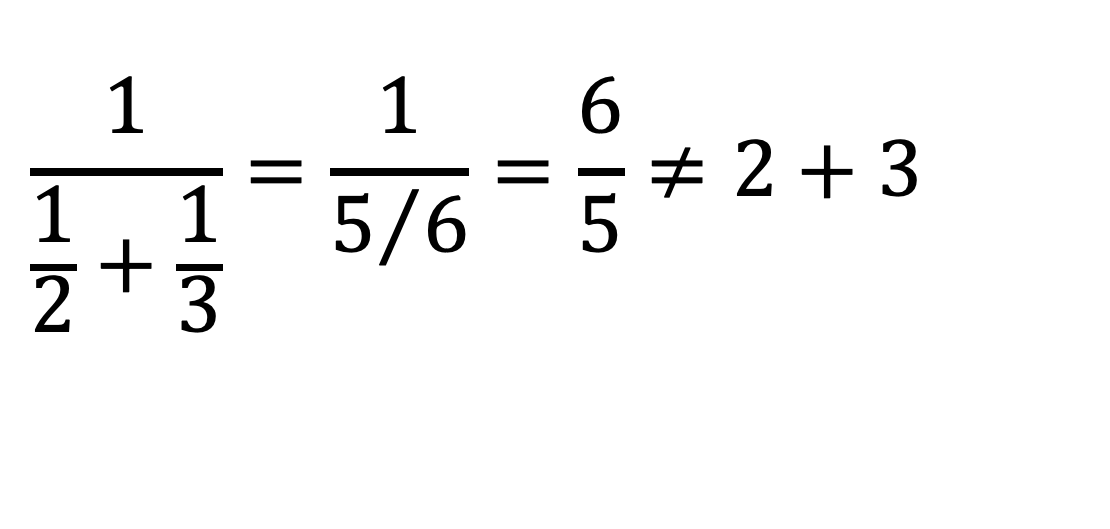 1/(1/2 + 1/3) = 1/(5/6) = 6/5 ≠ 2 + 3